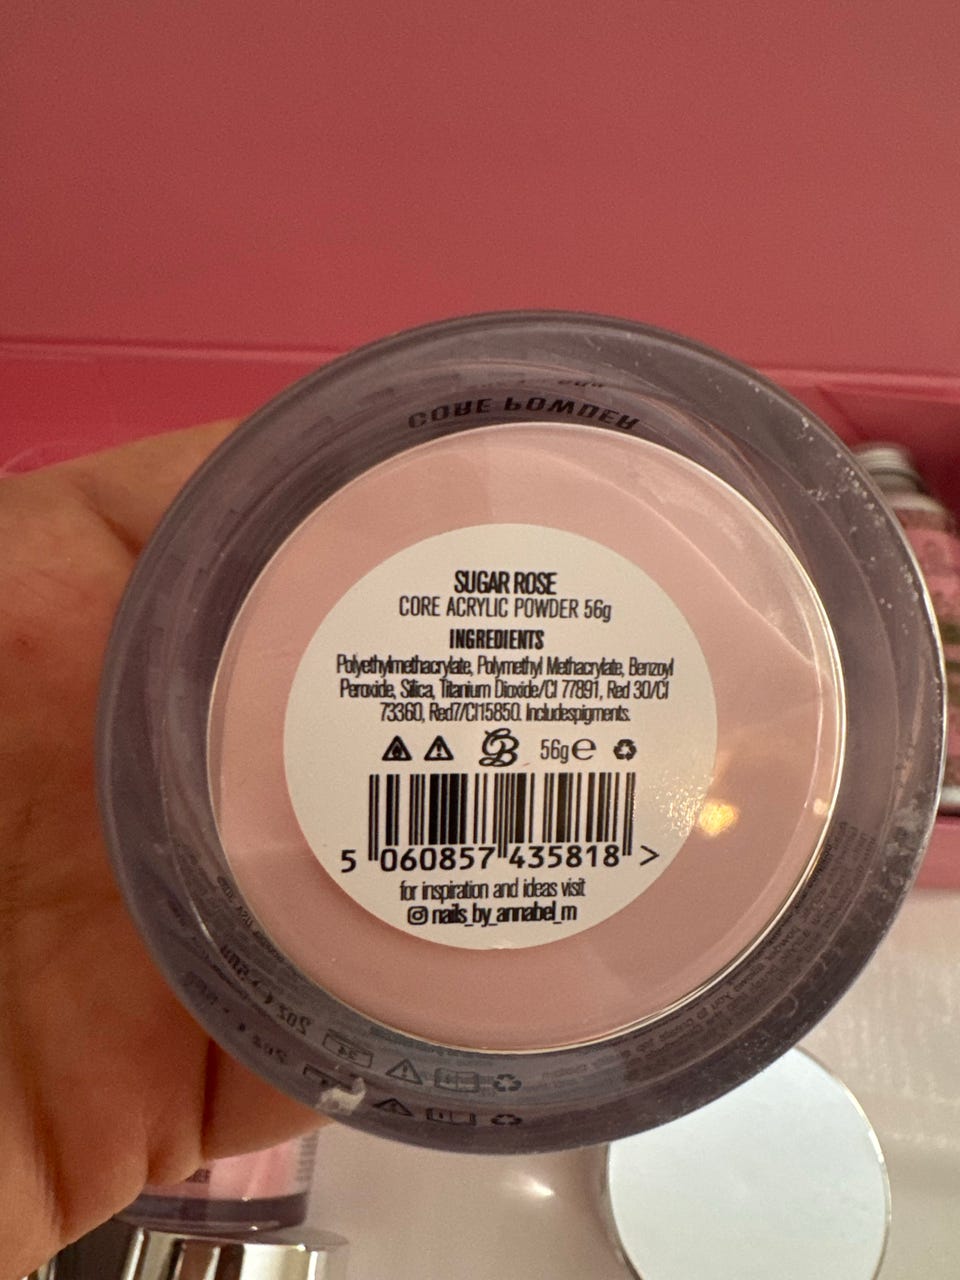 CORE POWDER
SUGAR ROSE
CORE ACRYLIC POWDER 56g
INGREDIENTS
Polyethylmethacrylate, Polymethyl Methacrylate, Benzoyl
Peroxide, Silica, Titanium Dioxide/CI 77891, Red 30/CI
73360, Red7/CI15850. Includespigments.
56g e
5 060857 435818 >
for inspiration and ideas visit
nails_by_annabel_m